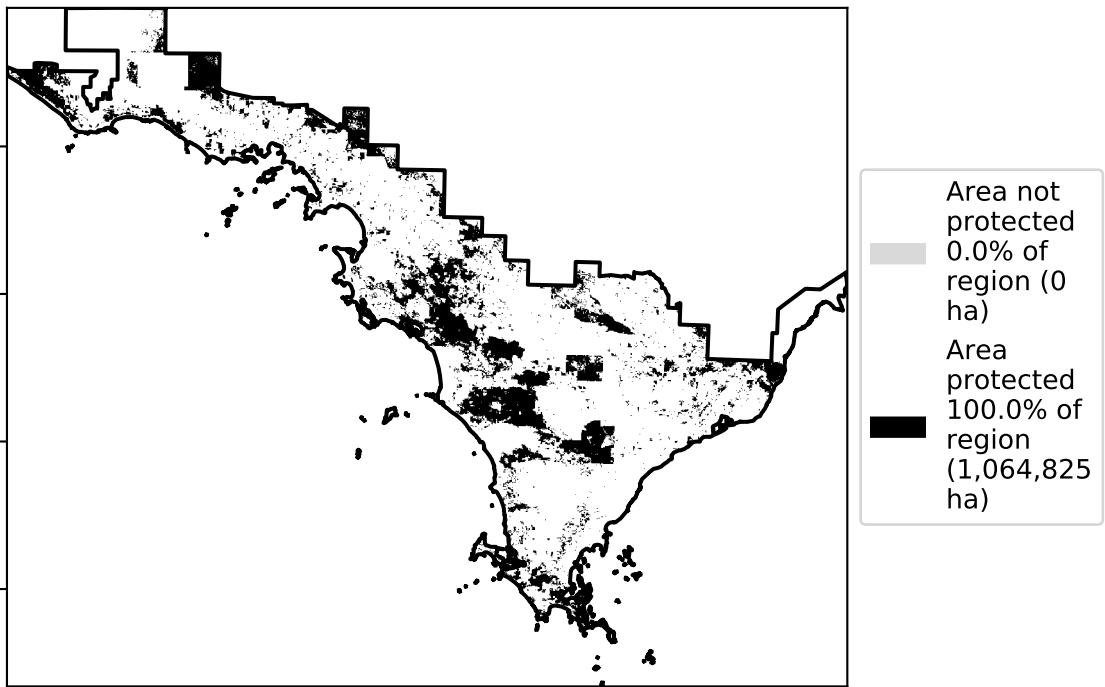 Area not
protected
0.0% of
region (0
ha)
Area
protected
100.0% of
region
(1,064,825
ha)